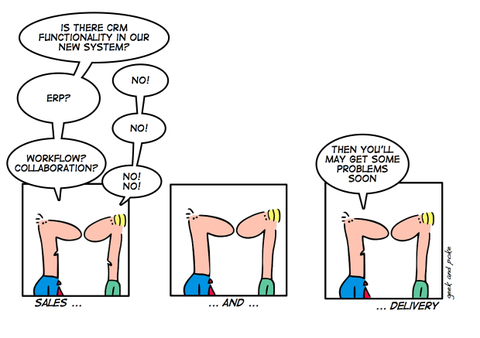 IS THERE CRM
FUNCTIONALITY IN OUR
NEW SYSTEM?
NO!
ERP?
NO!
WORKFLOW?
COLLABORATION?
NO!
NO!
SALES ...
... AND ...
THEN YOU'LL
MAY GET SOME
PROBLEMS
SOON
geek and poke
... DELIVERY